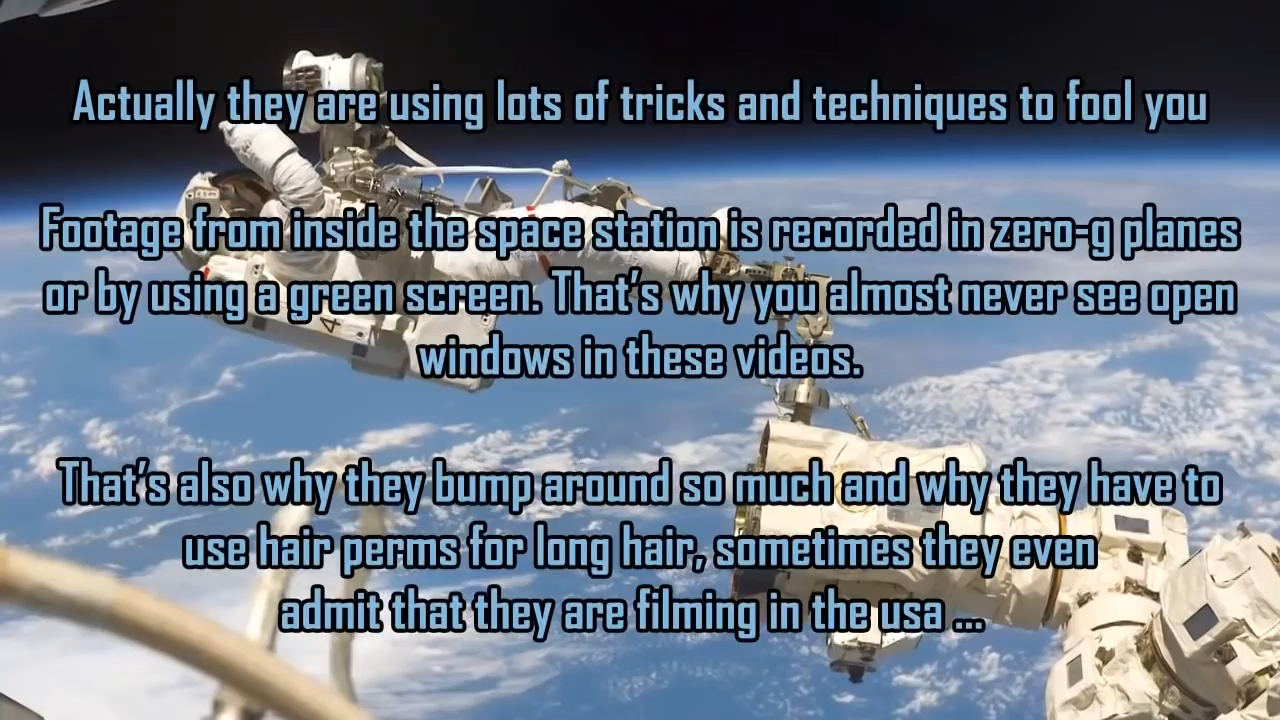 Actually they are using lots of tricks and techniques to fool you
Footage from inside the space station is recorded in zero-g planes
or by using a green screen. That's why you almost never see open
windows in these videos.
That's also why they bump around so much and why they have to
use hair perms for long hair, sometimes they even
admit that they are filming in the usa ...
4